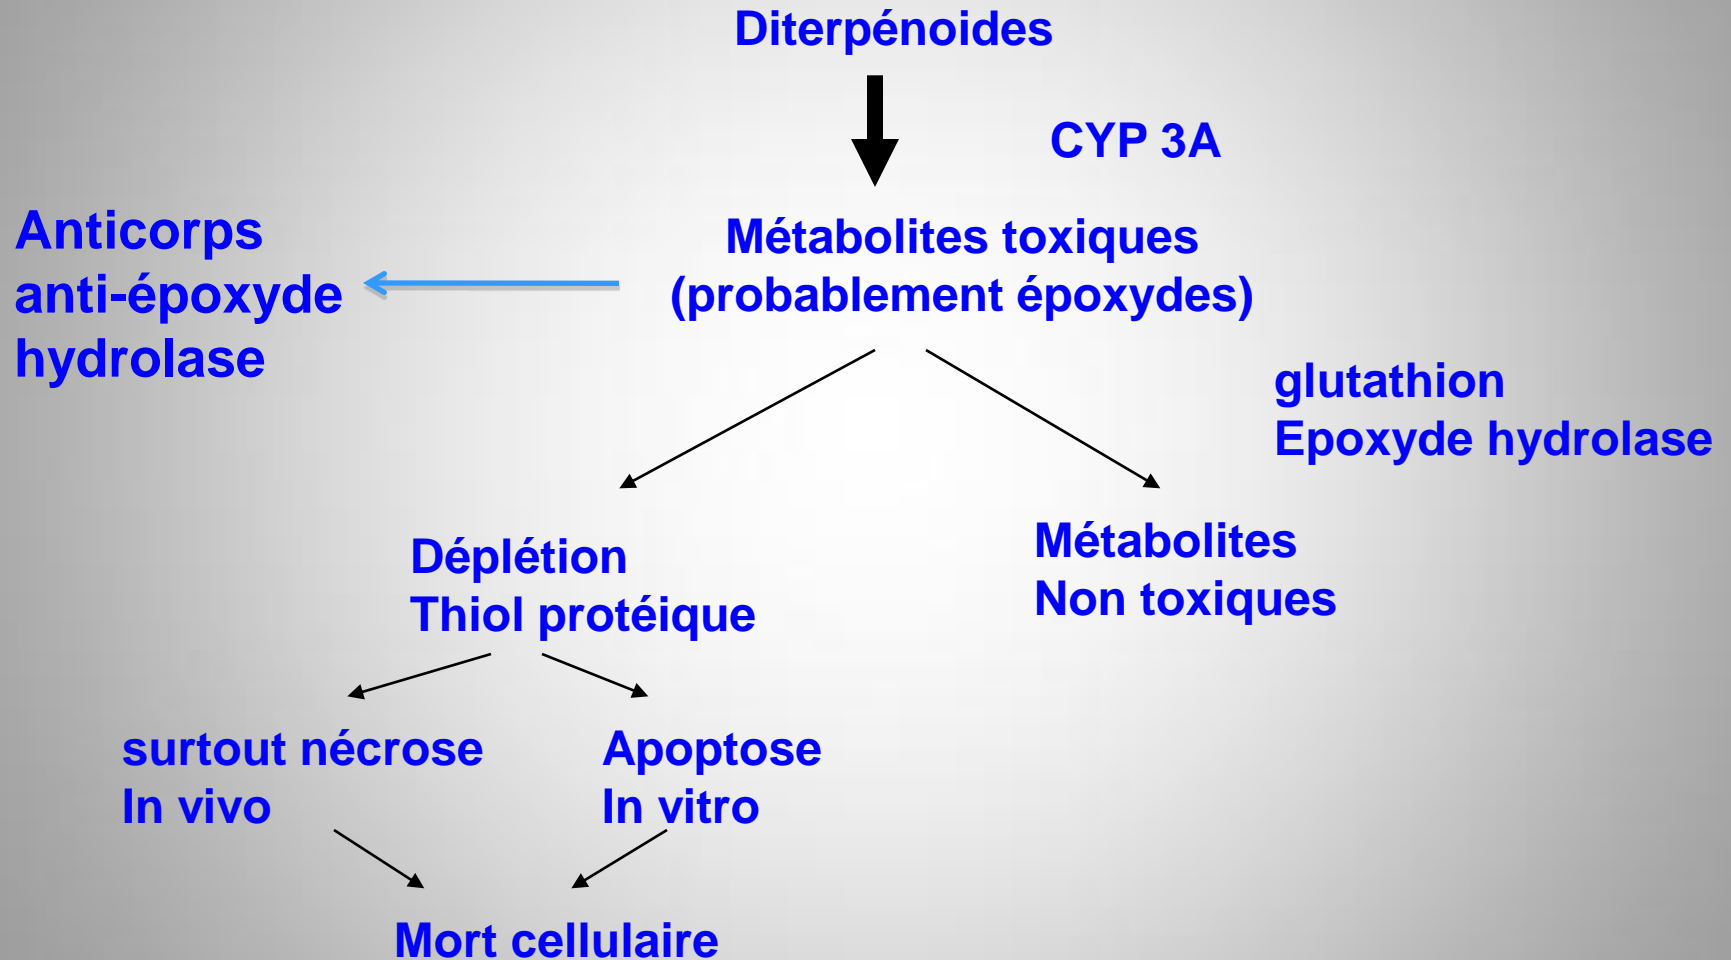 Diterpénoides
CYP 3A
Anticorps
anti-époxyde
hydrolase
Métabolites toxiques
(probablement époxydes)
glutathion
Epoxyde hydrolase
Déplétion
Thiol protéique
Métabolites
Non toxiques
surtout nécrose
In vivo
Apoptose
In vitro
Mort cellulaire